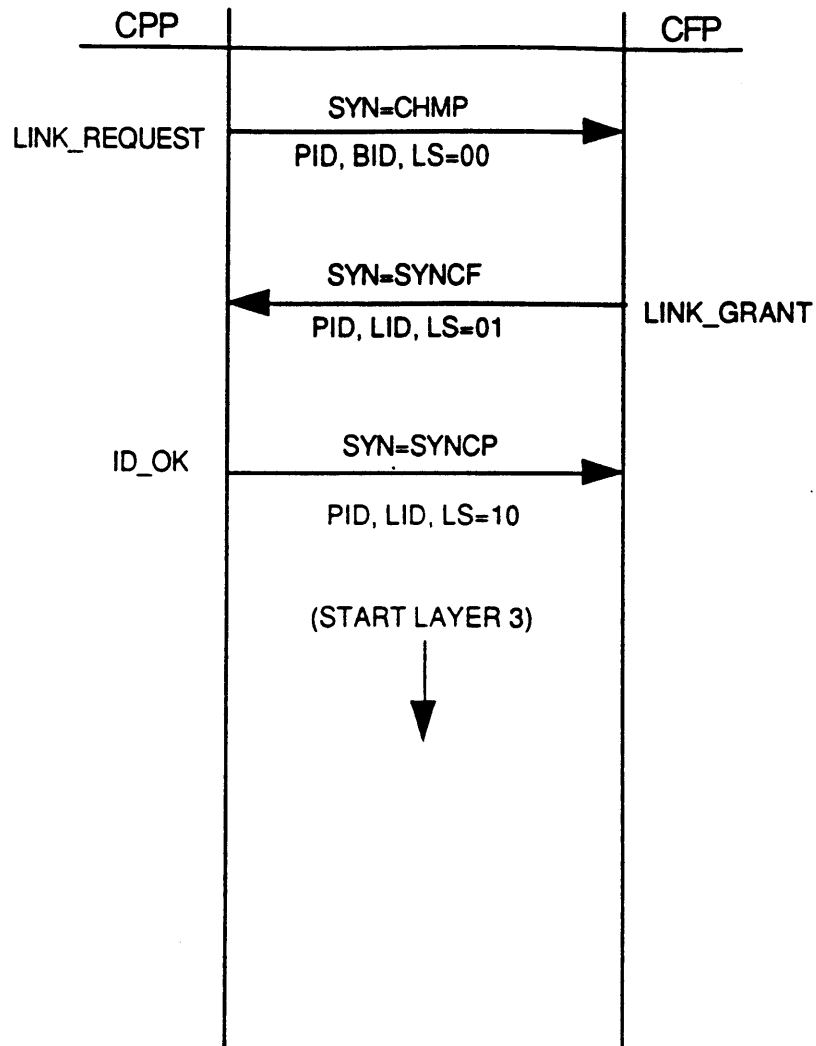 CPP
CFP
SYN=CHMP
LINK_REQUEST
PID, BID, LS=00
SYN=SYNCF
LINK_GRANT
PID, LID, LS=01
SYN=SYNCP
ID_OK
PID, LID, LS=10
(START LAYER 3)